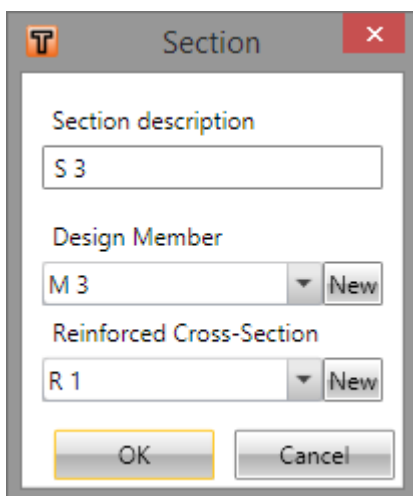 Section
Section description
S 3
Design Member
M 3 New
Reinforced Cross-Section
R 1 New
OK Cancel